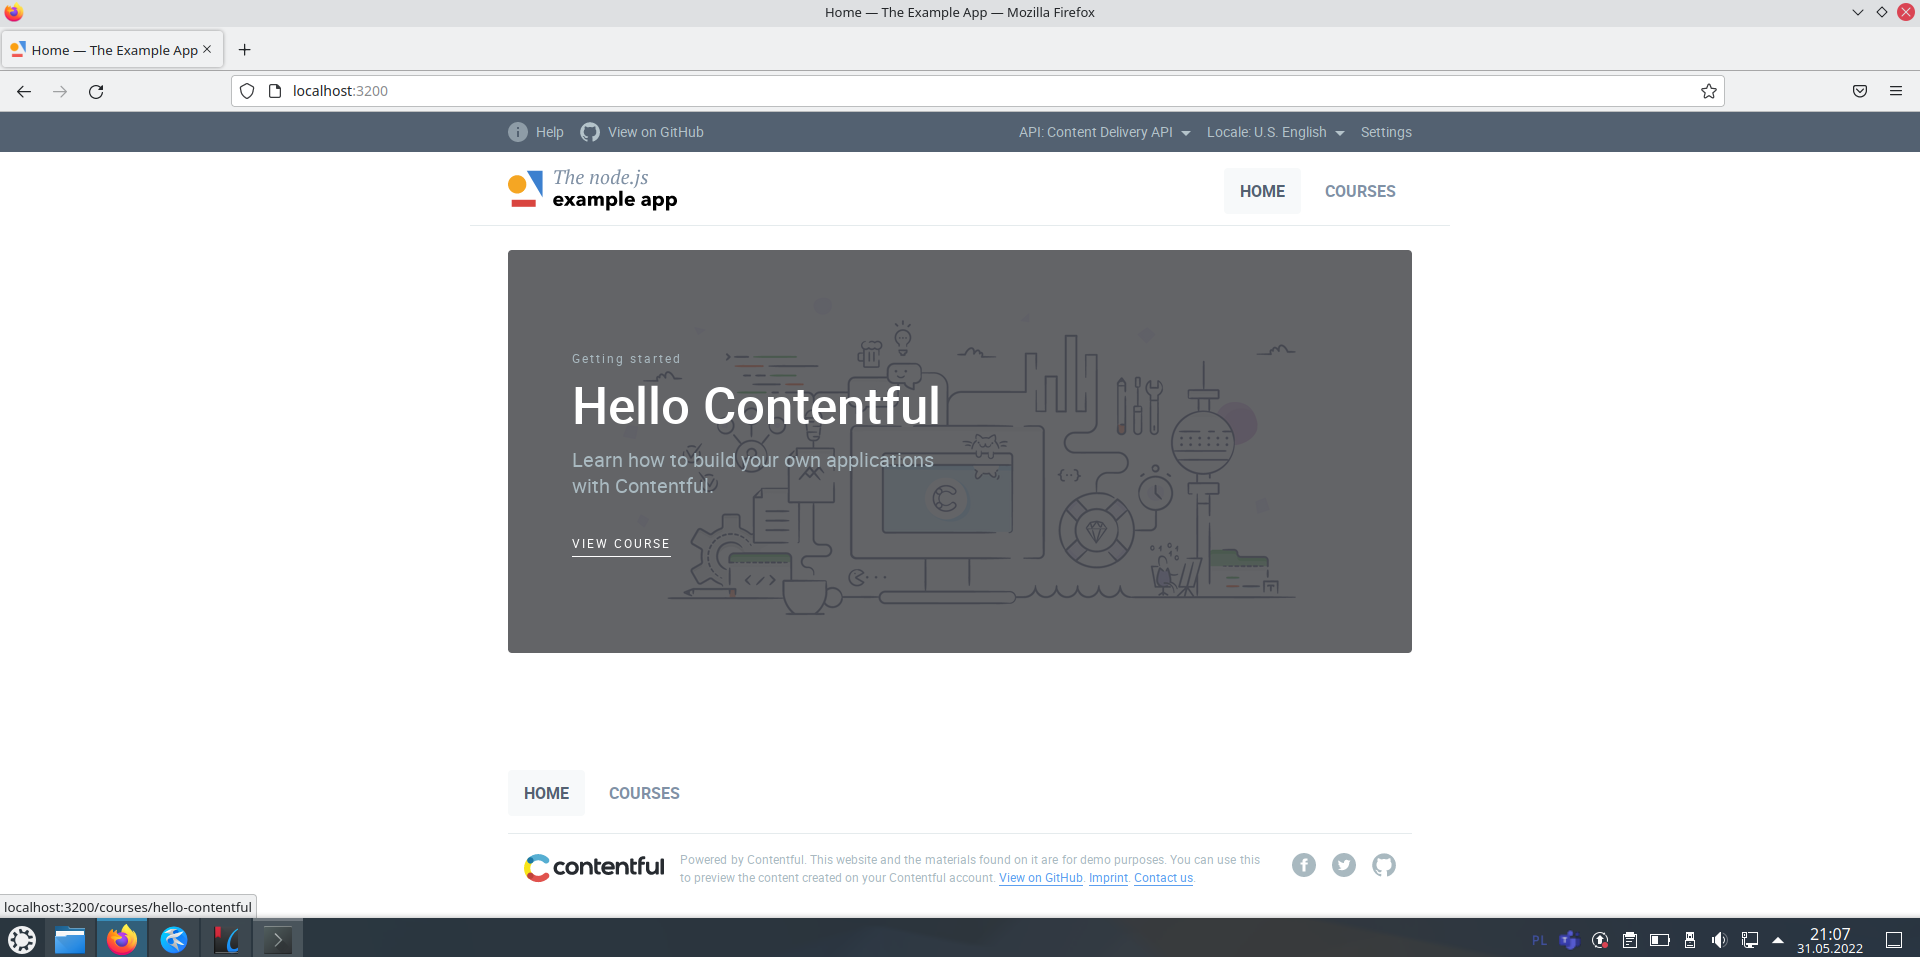 Home — The Example App — Mozilla Firefox
Home — The Example App
localhost:3200
Help
View on GitHub
API: Content Delivery API
Locale: U.S. English
Settings
The node.js
example app
HOME
COURSES
Getting started
Hello Contentful
Learn how to build your own applications
with Contentful.
VIEW COURSE
HOME
COURSES
contentful
Powered by Contentful. This website and the materials found on it are for demo purposes. You can use this
to preview the content created on your Contentful account. View on GitHub. Imprint. Contact us.
localhost:3200/courses/hello-contentful
PL
21:07
31.05.2022